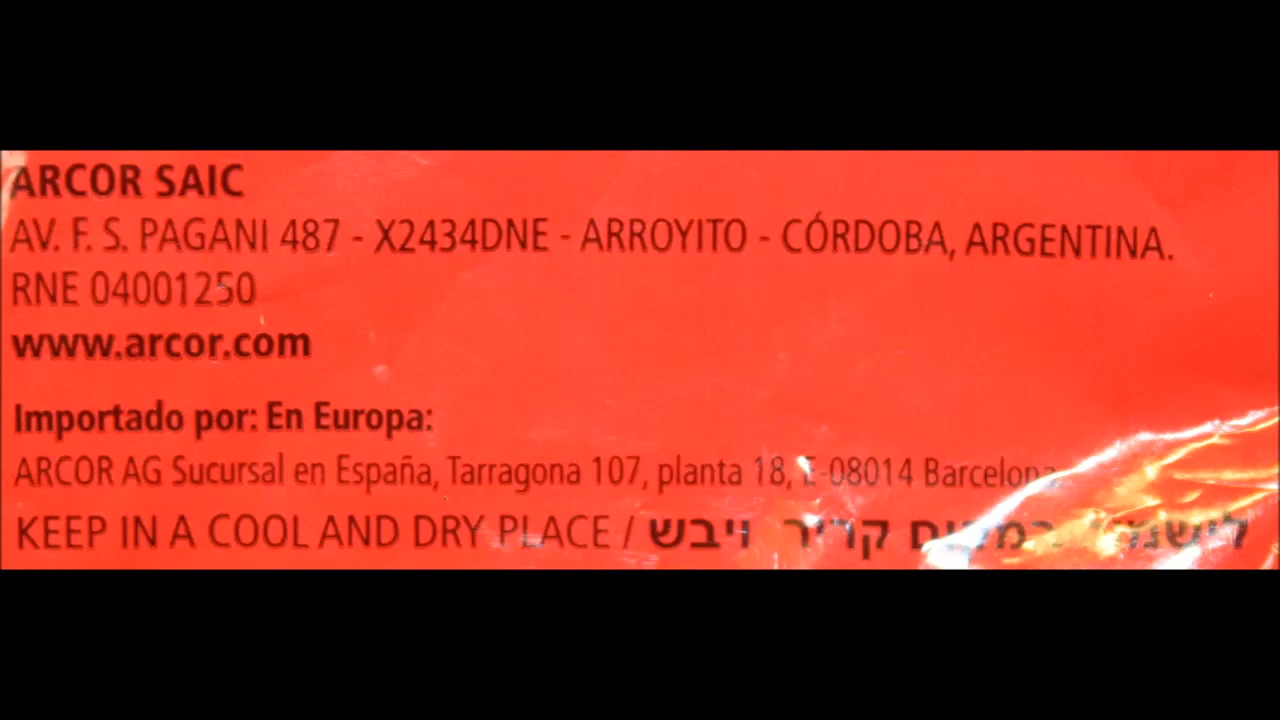 ARCOR SAIC
AV. F. S. PAGANI 487 - X2434DNE - ARROYITO - CÓRDOBA, ARGENTINA.
RNE 04001250
www.arcor.com
Importado por: En Europa:
ARCOR AG Sucursal en España, Tarragona 107, planta 18, E-08014 Barcelona
KEEP IN A COOL AND DRY PLACE / במקום קריר ויבש